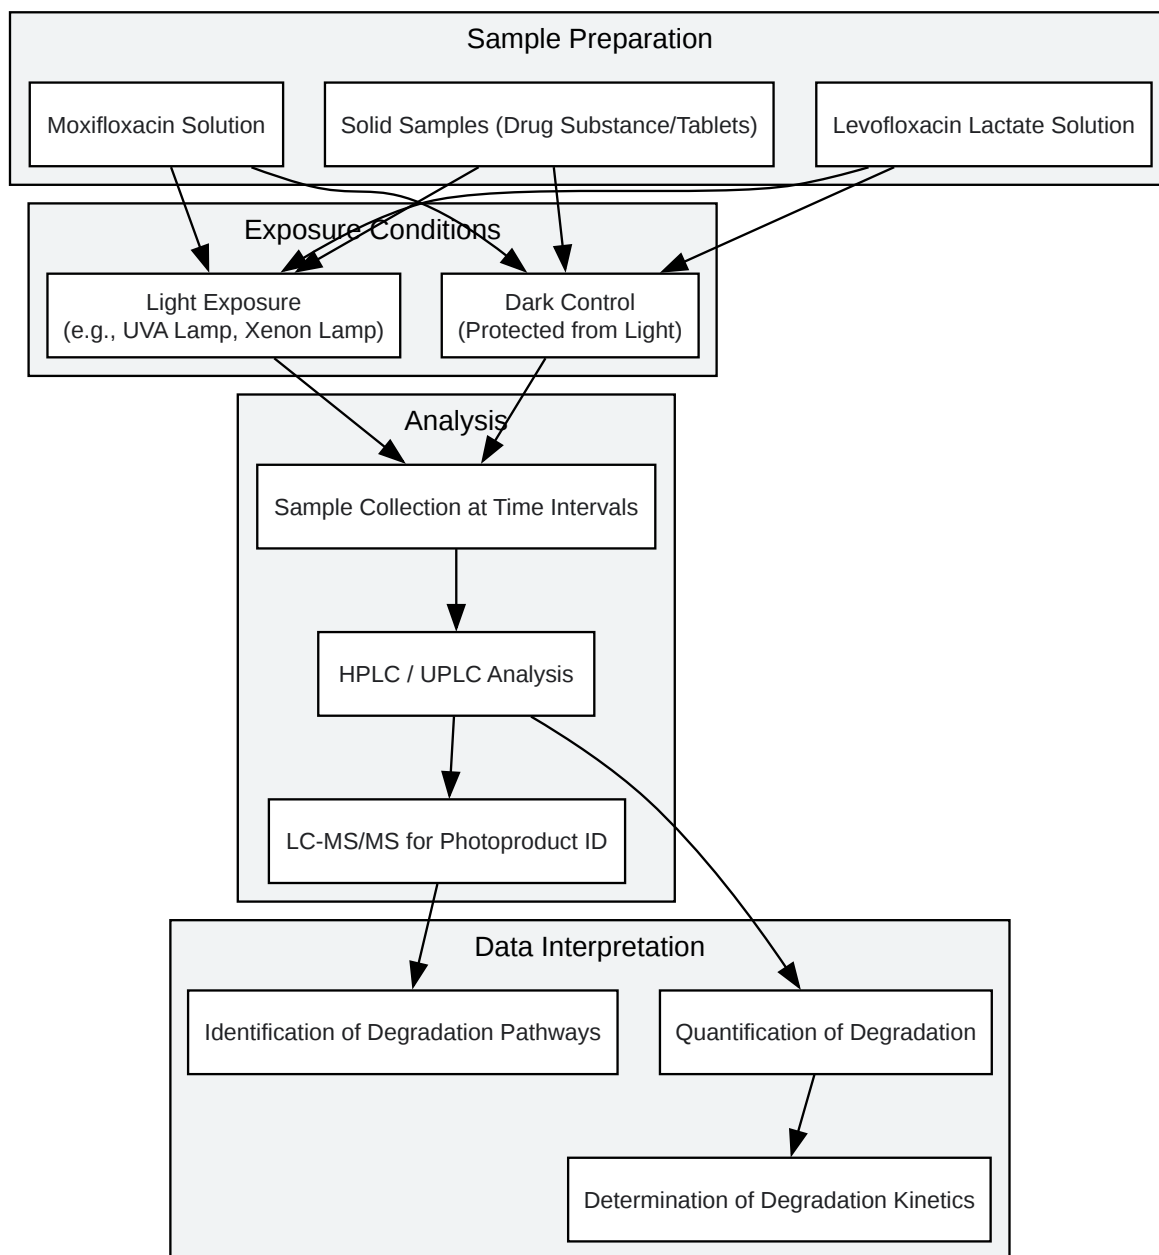 Sample Preparation
Moxifloxacin Solution
Solid Samples (Drug Substance/Tablets)
Levofloxacin Lactate Solution
Exposure Conditions
Light Exposure
(e.g., UVA Lamp, Xenon Lamp)
Dark Control
(Protected from Light)
Analysis
Sample Collection at Time Intervals
HPLC / UPLC Analysis
LC-MS/MS for Photoproduct ID
Data Interpretation
Identification of Degradation Pathways
Quantification of Degradation
Determination of Degradation Kinetics